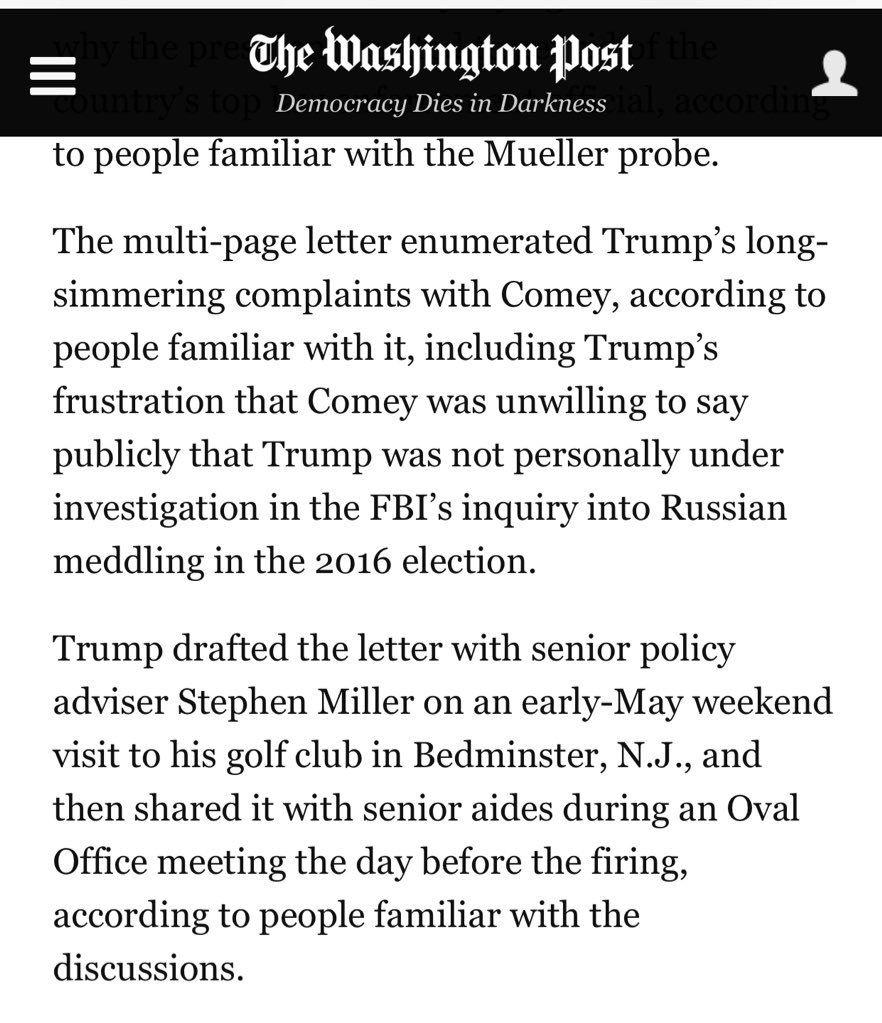 why the pres of the
The Washington Post
country's top ial, according
Democracy Dies in Darkness
to people familiar with the Mueller probe.
The multi-page letter enumerated Trump’s long-
simmering complaints with Comey, according to
people familiar with it, including Trump’s
frustration that Comey was unwilling to say
publicly that Trump was not personally under
investigation in the FBI’s inquiry into Russian
meddling in the 2016 election.
Trump drafted the letter with senior policy
adviser Stephen Miller on an early-May weekend
visit to his golf club in Bedminster, N.J., and
then shared it with senior aides during an Oval
Office meeting the day before the firing,
according to people familiar with the
discussions.